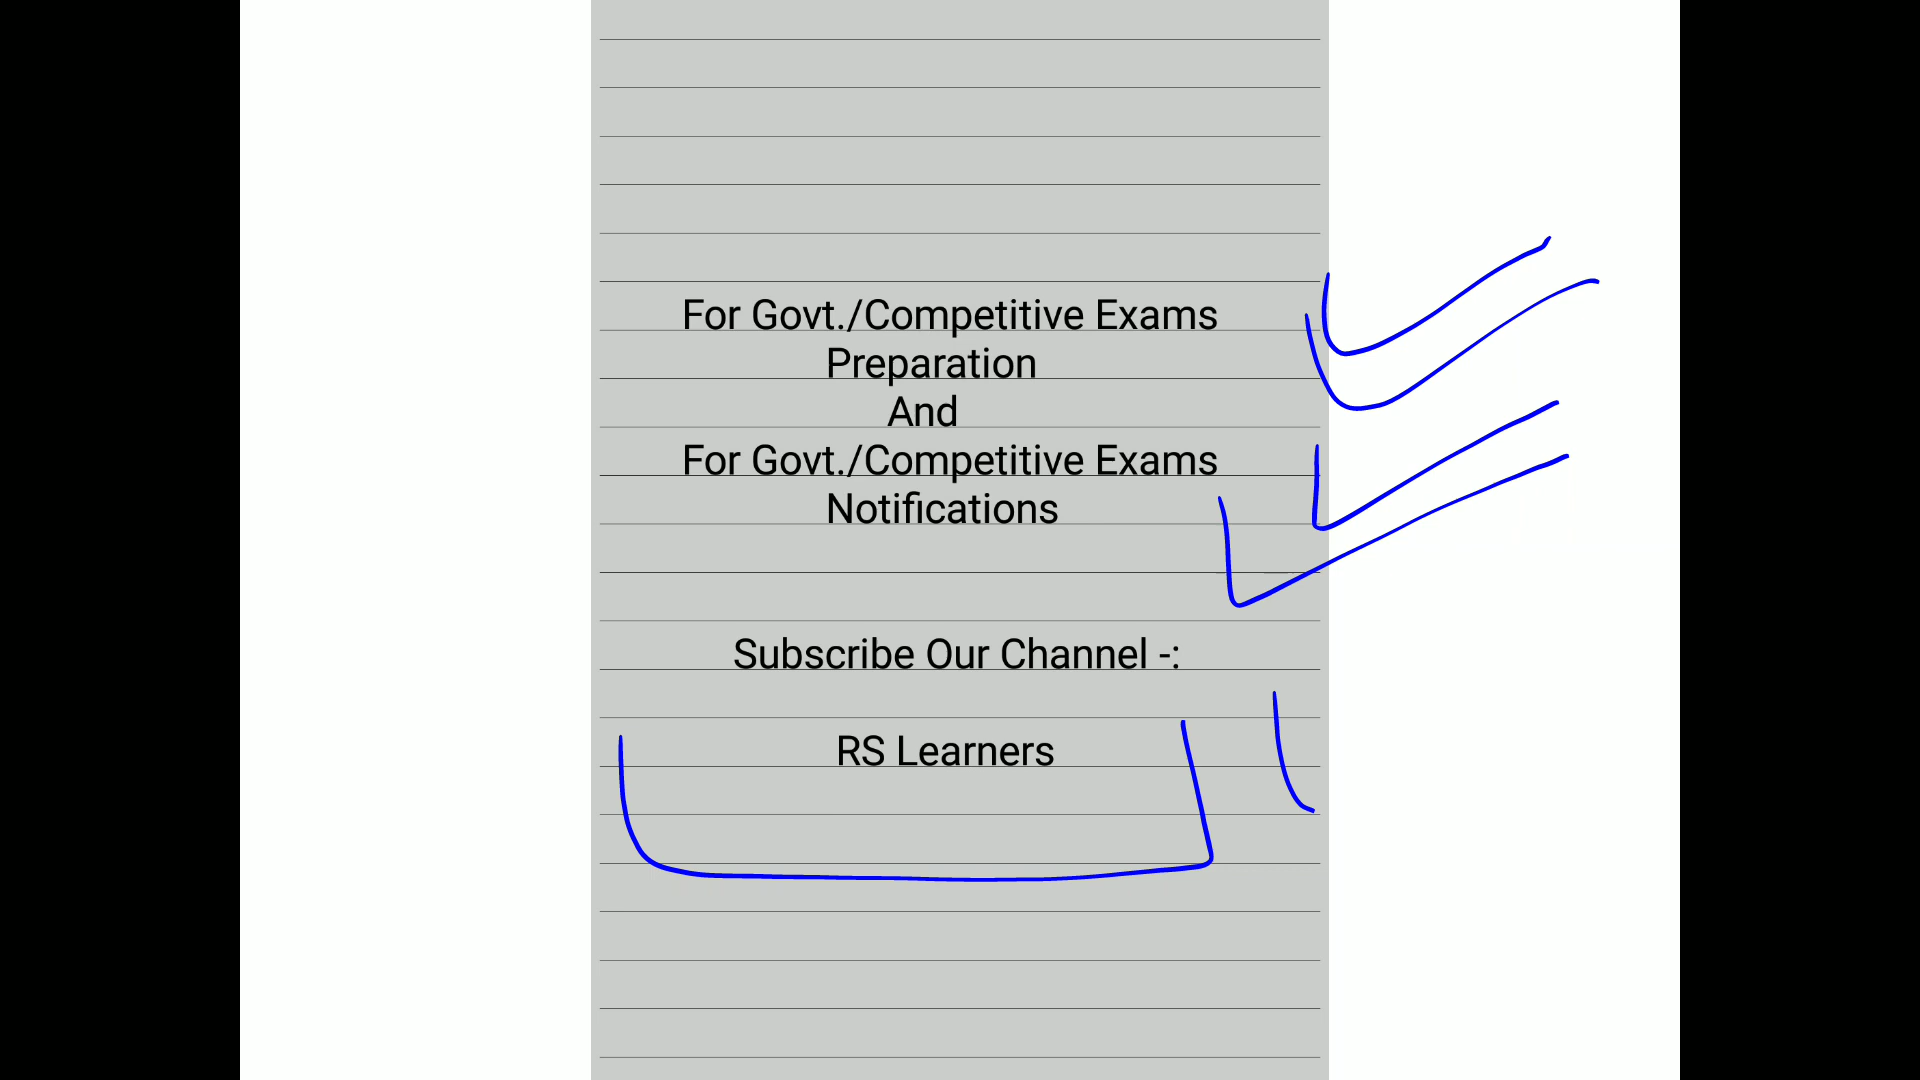 For Govt./Competitive Exams
Preparation
And
For Govt./Competitive Exams
Notifications
Subscribe Our Channel -:
RS Learners